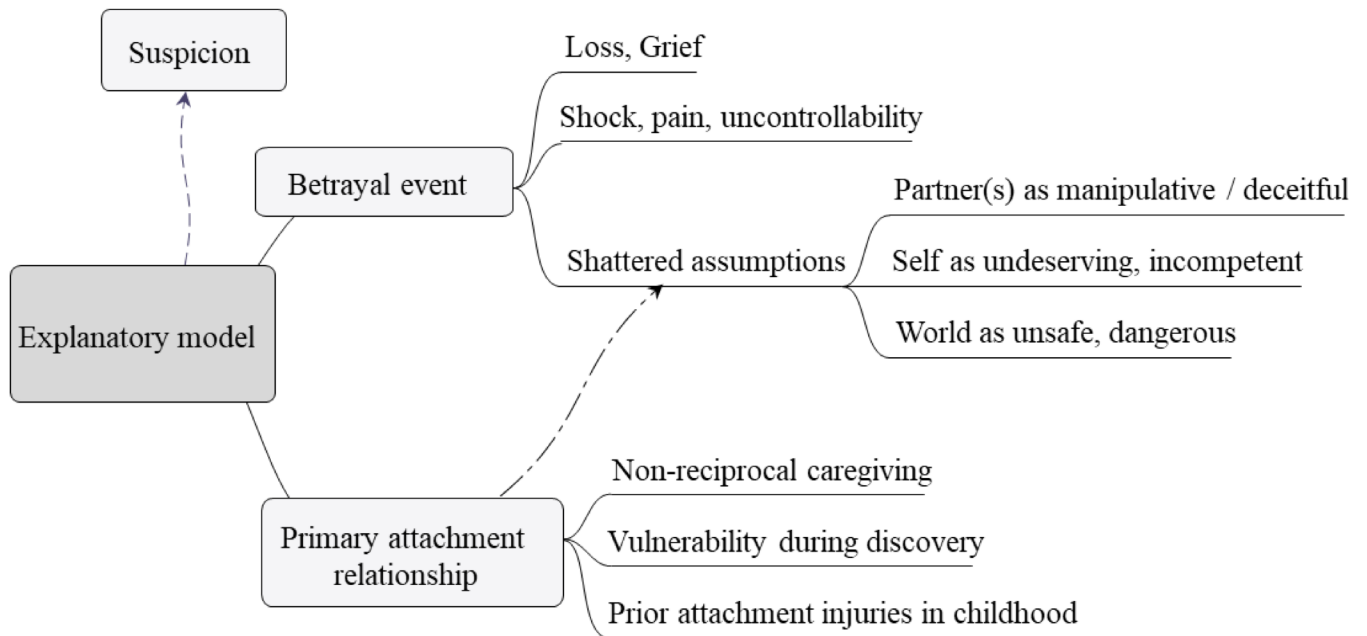 Suspicion
Loss, Grief
Shock, pain, uncontrollability
Betrayal event
Partner(s) as manipulative / deceitful
Shattered assumptions
Self as undeserving, incompetent
World as unsafe, dangerous
Explanatory model
Non-reciprocal caregiving
Primary attachment
relationship
Vulnerability during discovery
Prior attachment injuries in childhood